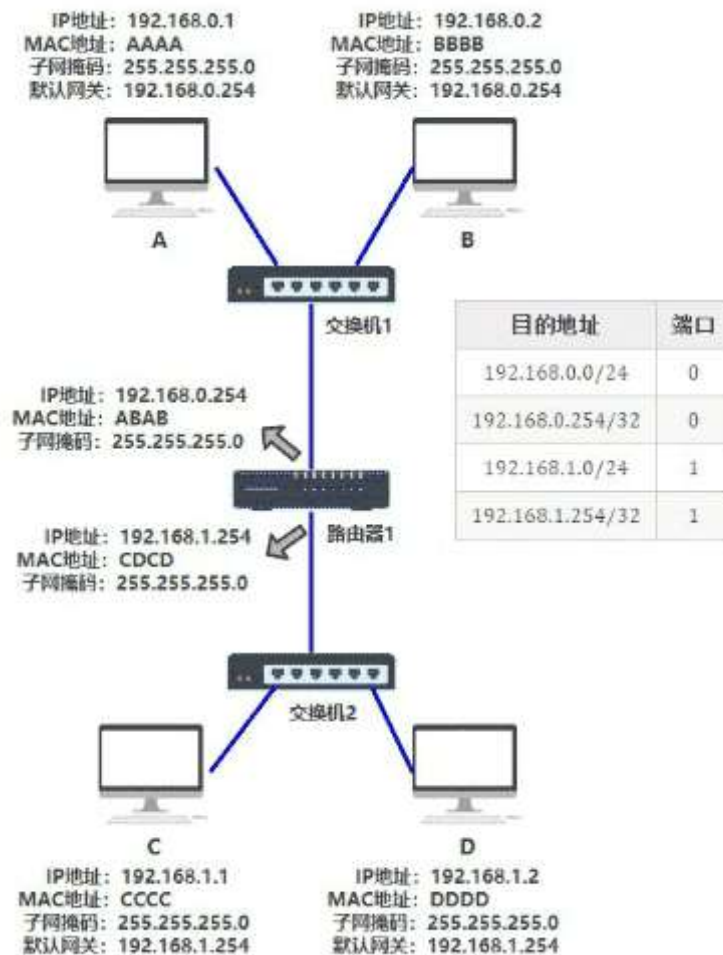 IP地址：192.168.0.1
MAC地址：AAAA
子网掩码：255.255.255.0
默认网关：192.168.0.254
IP地址：192.168.0.2
MAC地址：BBBB
子网掩码：255.255.255.0
默认网关：192.168.0.254
A
B
交换机1
目的地址 端口
192.168.0.0/24 0
192.168.0.254/32 0
192.168.1.0/24 1
192.168.1.254/32 1
IP地址：192.168.0.254
MAC地址：ABAB
子网掩码：255.255.255.0
路由器1
IP地址：192.168.1.254
MAC地址：CDCD
子网掩码：255.255.255.0
交换机2
C
D
IP地址：192.168.1.1
MAC地址：CCCC
子网掩码：255.255.255.0
默认网关：192.168.1.254
IP地址：192.168.1.2
MAC地址：DDDD
子网掩码：255.255.255.0
默认网关：192.168.1.254